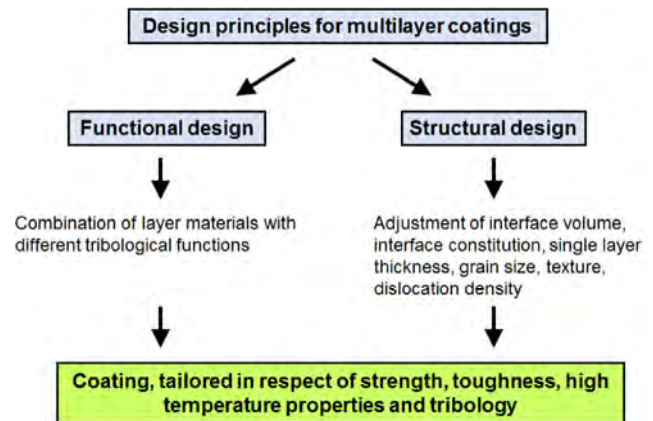 Design principles for multilayer coatings
Functional design
Structural design
Combination of layer materials with
different tribological functions
Adjustment of interface volume,
interface constitution, single layer
thickness, grain size, texture,
dislocation density
Coating, tailored in respect of strength, toughness, high
temperature properties and tribology